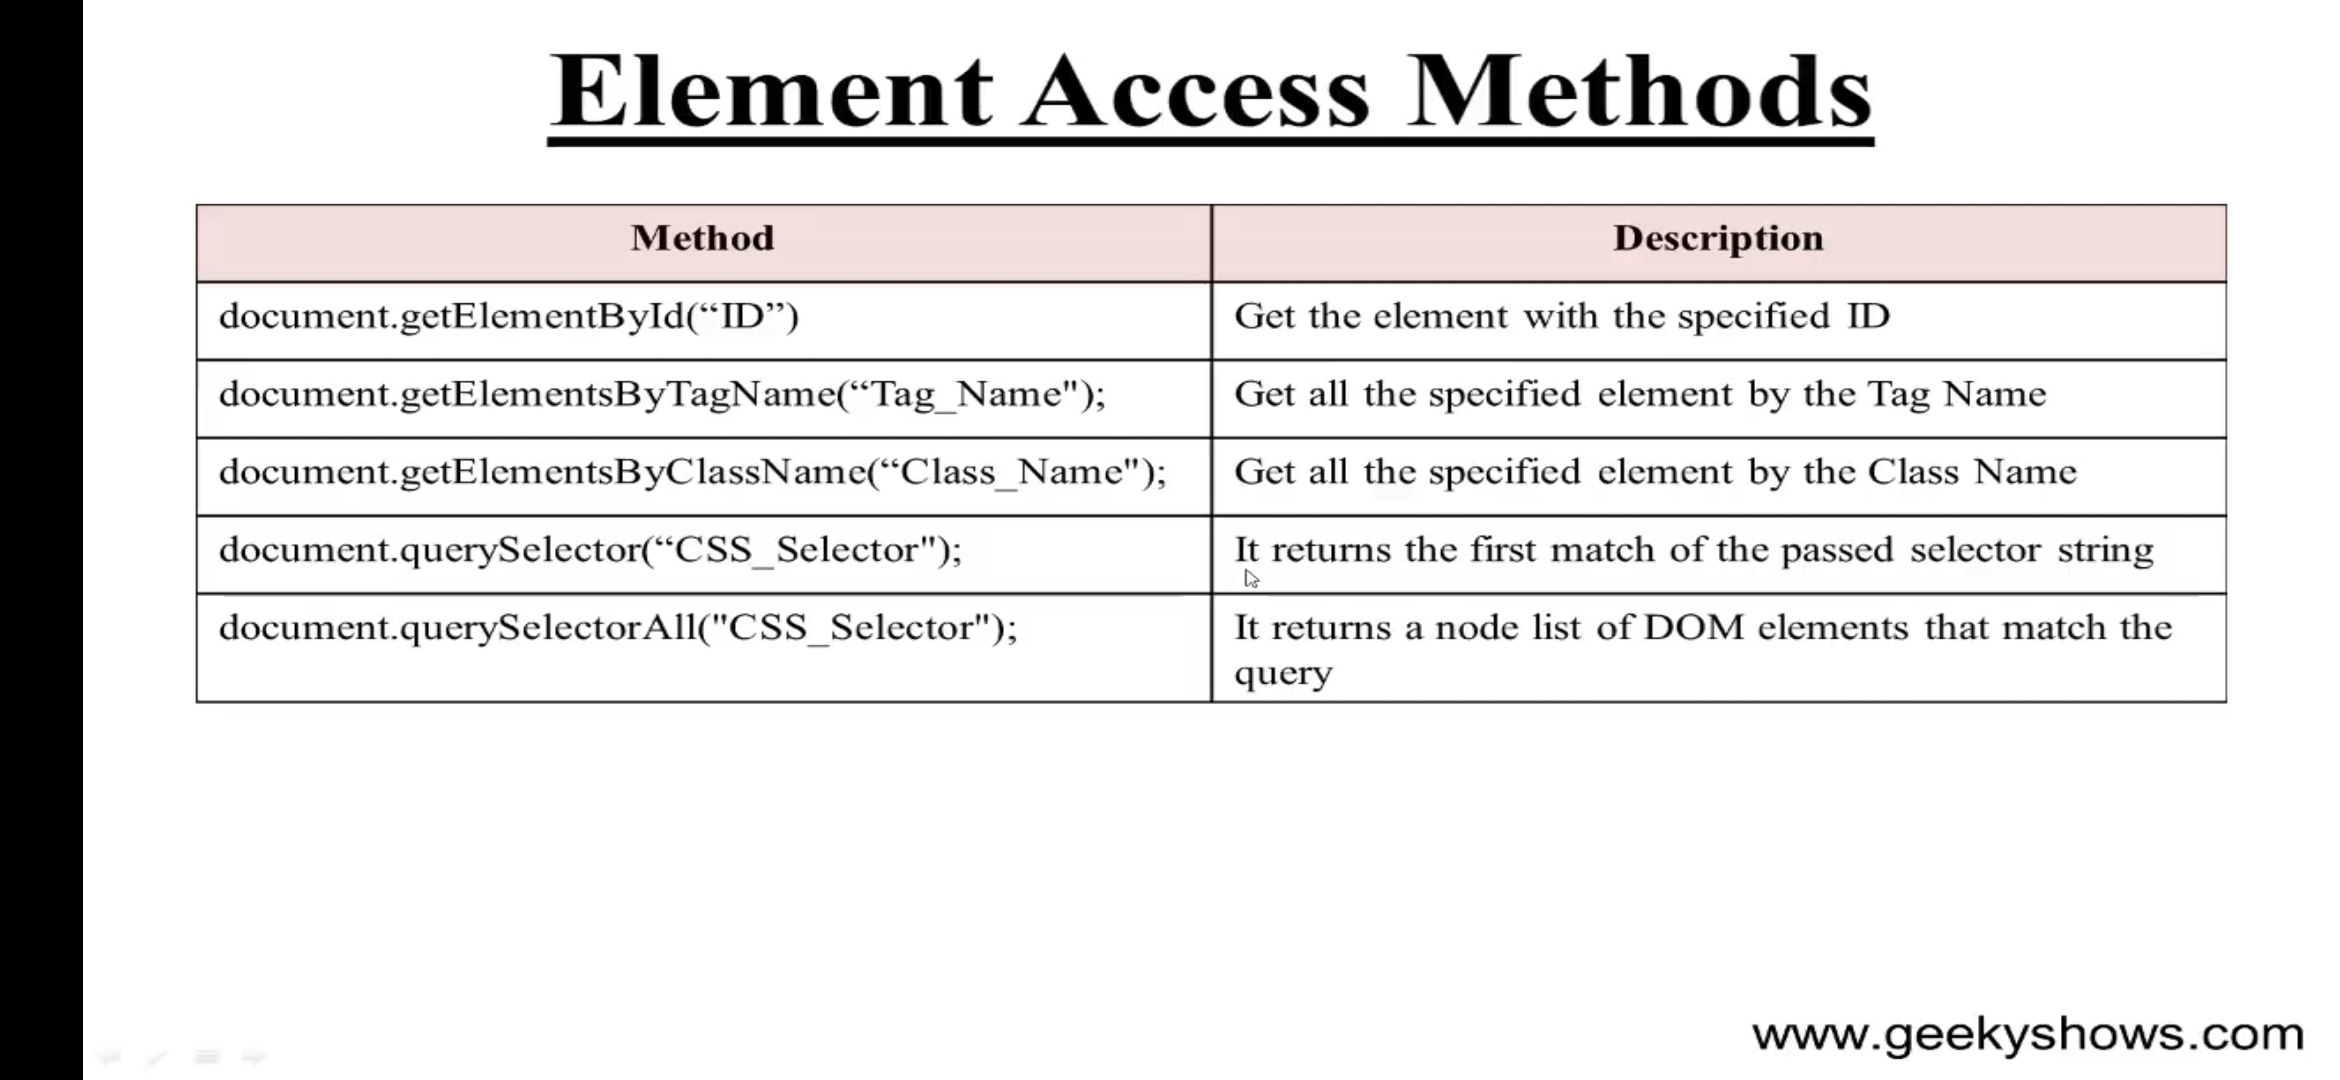 Element Access Methods
Method
Description
document.getElementById(“ID”)
Get the element with the specified ID
document.getElementsByTagName(“Tag_Name");
Get all the specified element by the Tag Name
document.getElementsByClassName(“Class_Name");
Get all the specified element by the Class Name
document.querySelector(“CSS_Selector");
It returns the first match of the passed selector string
document.querySelectorAll("CSS_Selector");
It returns a node list of DOM elements that match the
query
www.geekyshows.com